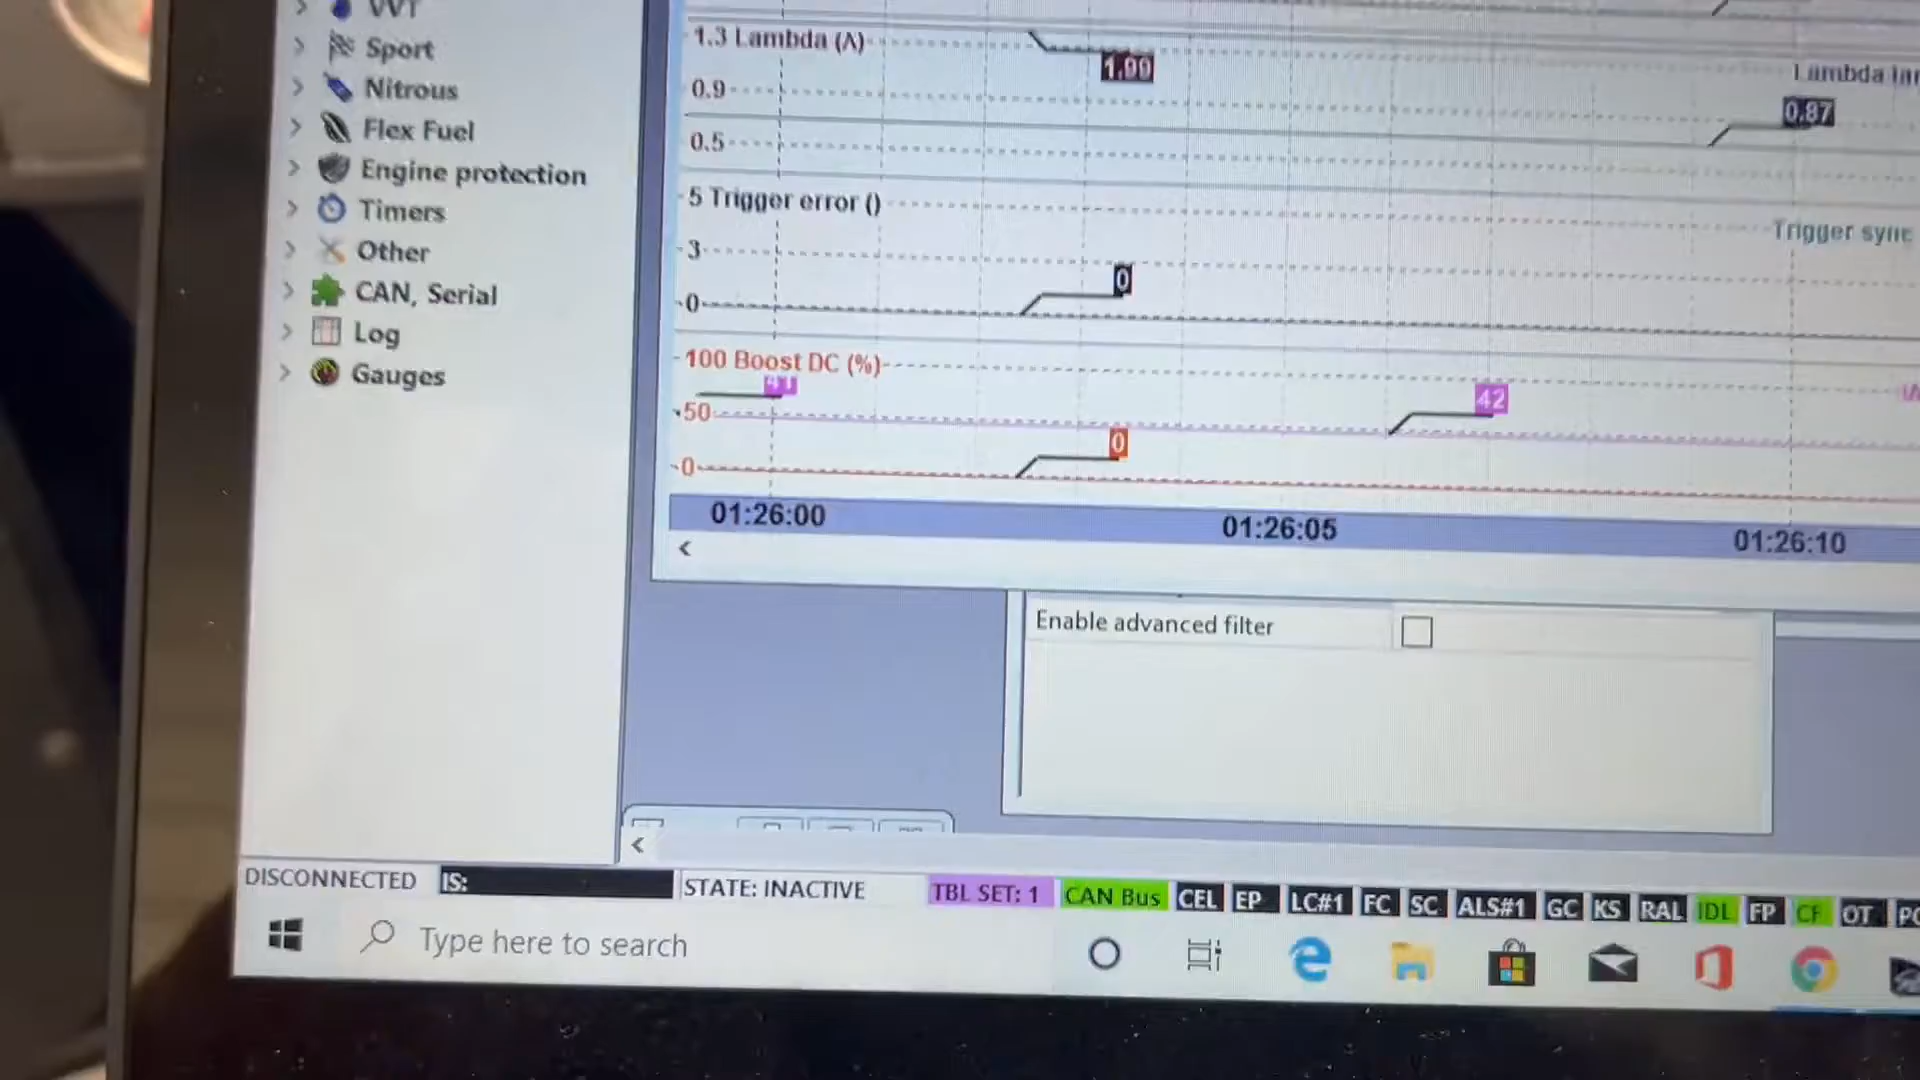 VVT
Sport
Nitrous
Flex Fuel
Engine protection
Timers
Other
CAN, Serial
Log
Gauges
1.3 Lambda (Λ)
1.99
0.9
0.5
Lambda
0.87
5 Trigger error ()
3
0
0
Trigger sync
100 Boost DC (%)
41
50
42
0
0
01:26:00
01:26:05
01:26:10
Enable advanced filter
DISCONNECTED
IS:
STATE: INACTIVE
TBL SET: 1
CAN Bus
CEL
EP
LC#1
FC
SC
ALS#1
GC
KS
RAL
IDL
FP
CF
OT
Type here to search